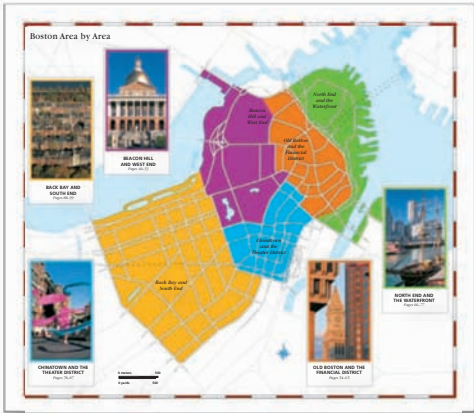 Boston Area by Area
BEACON HILL
AND WEST END
BACK BAY AND
SOUTH END
North End
and the
Waterfront
Beacon
Hill and
West End
Old Boston
and the
Financial
District
Chinatown
and the
Theater District
Back Bay and
South End
NORTH END AND
THE WATERFRONT
CHINATOWN AND THE
THEATER DISTRICT
OLD BOSTON AND THE
FINANCIAL DISTRICT